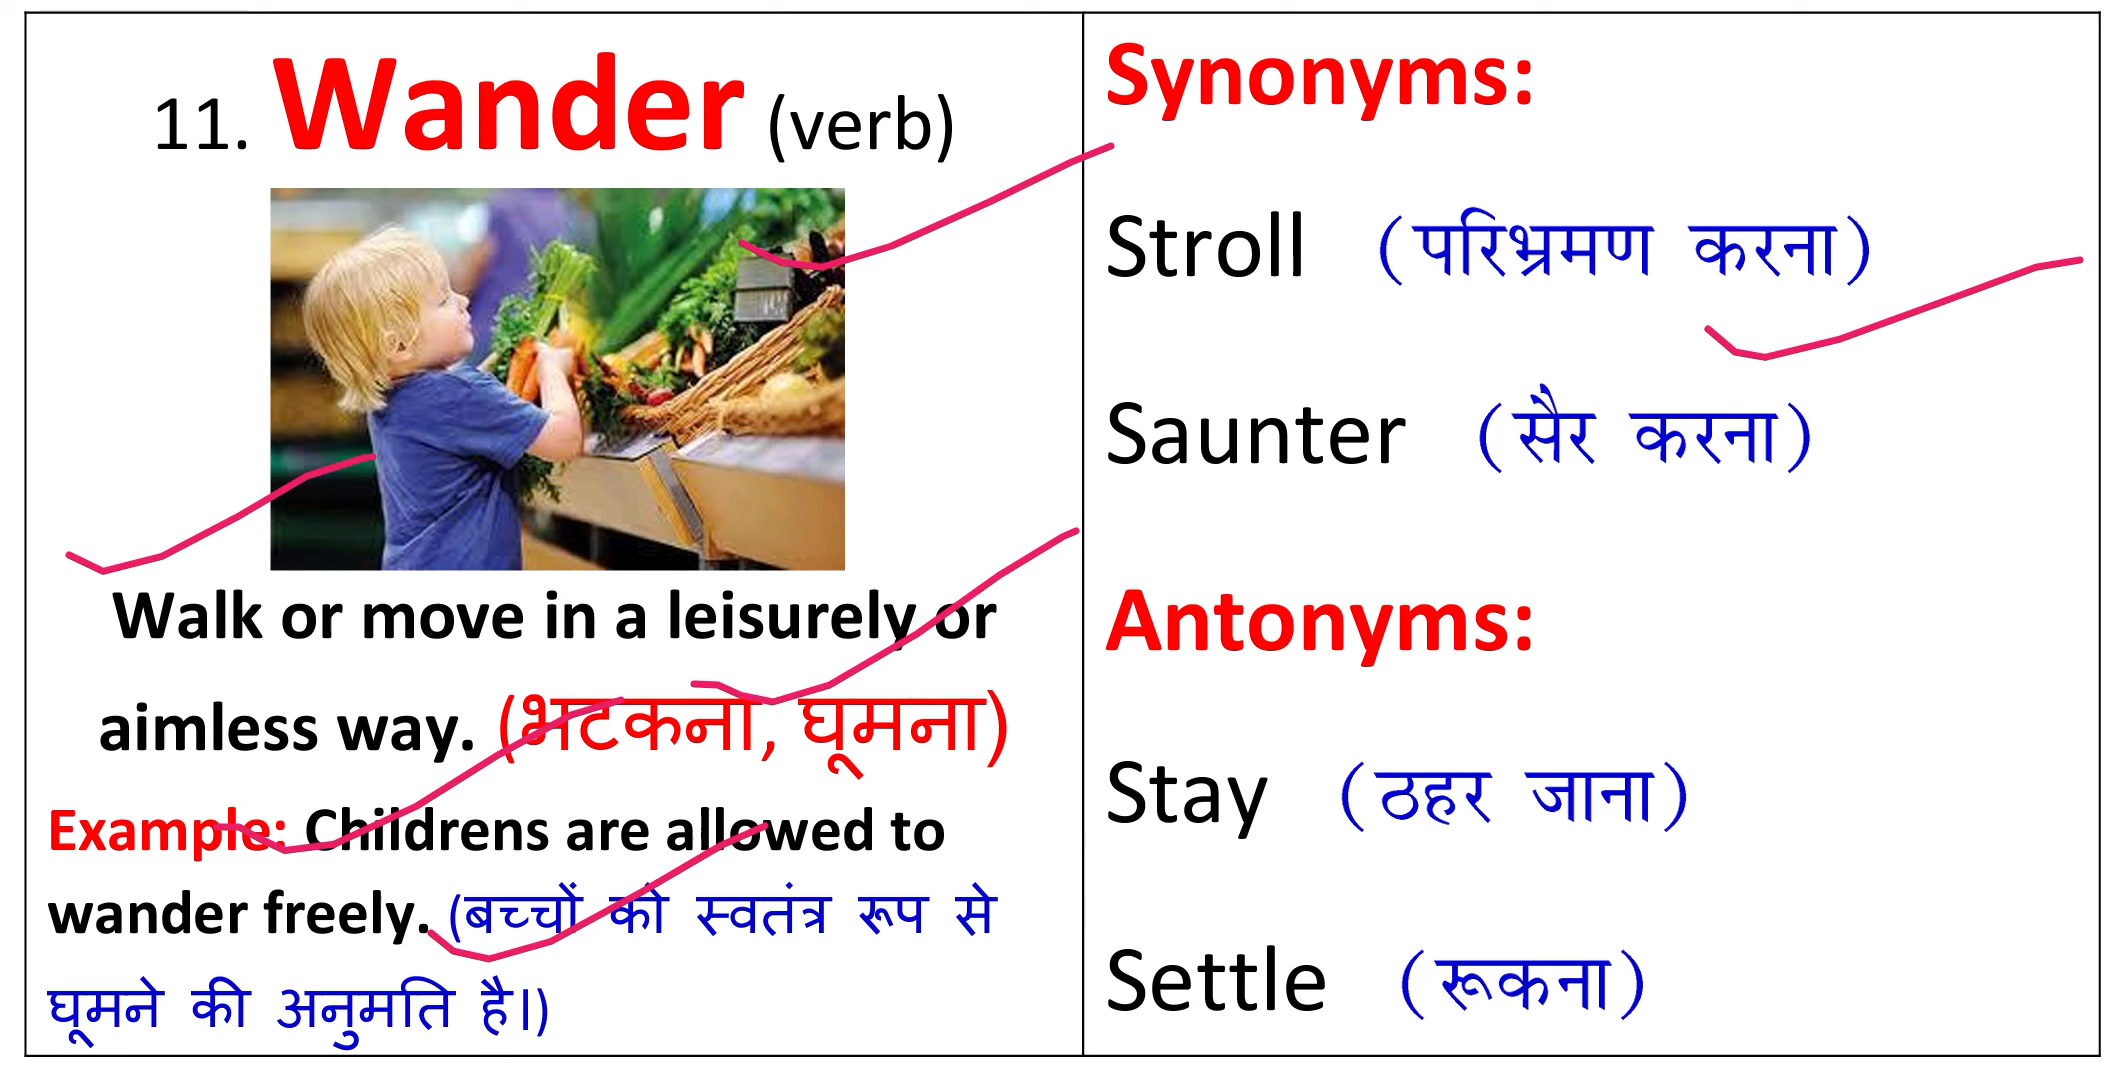 11. Wander (verb)
Walk or move in a leisurely or
aimless way. (भटकना, घूमना)
Example: Childrens are allowed to
wander freely. (बच्चों को स्वतंत्र रूप से
घूमने की अनुमति है।)
Synonyms:
Stroll (परिभ्रमण करना)
Saunter (सैर करना)
Antonyms:
Stay (ठहर जाना)
Settle (रूकना)